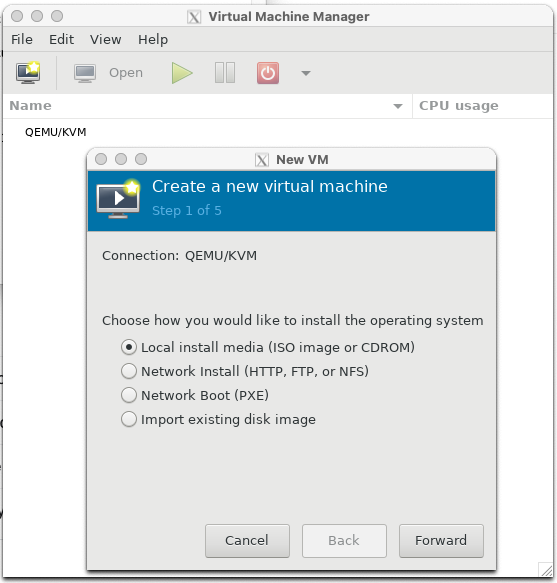 Virtual Machine Manager
File Edit View Help
Open
Name CPU usage
QEMU/KVM
New VM
Create a new virtual machine
Step 1 of 5
Connection: QEMU/KVM
Choose how you would like to install the operating system
Local install media (ISO image or CDROM)
Network Install (HTTP, FTP, or NFS)
Network Boot (PXE)
Import existing disk image
Cancel Back Forward